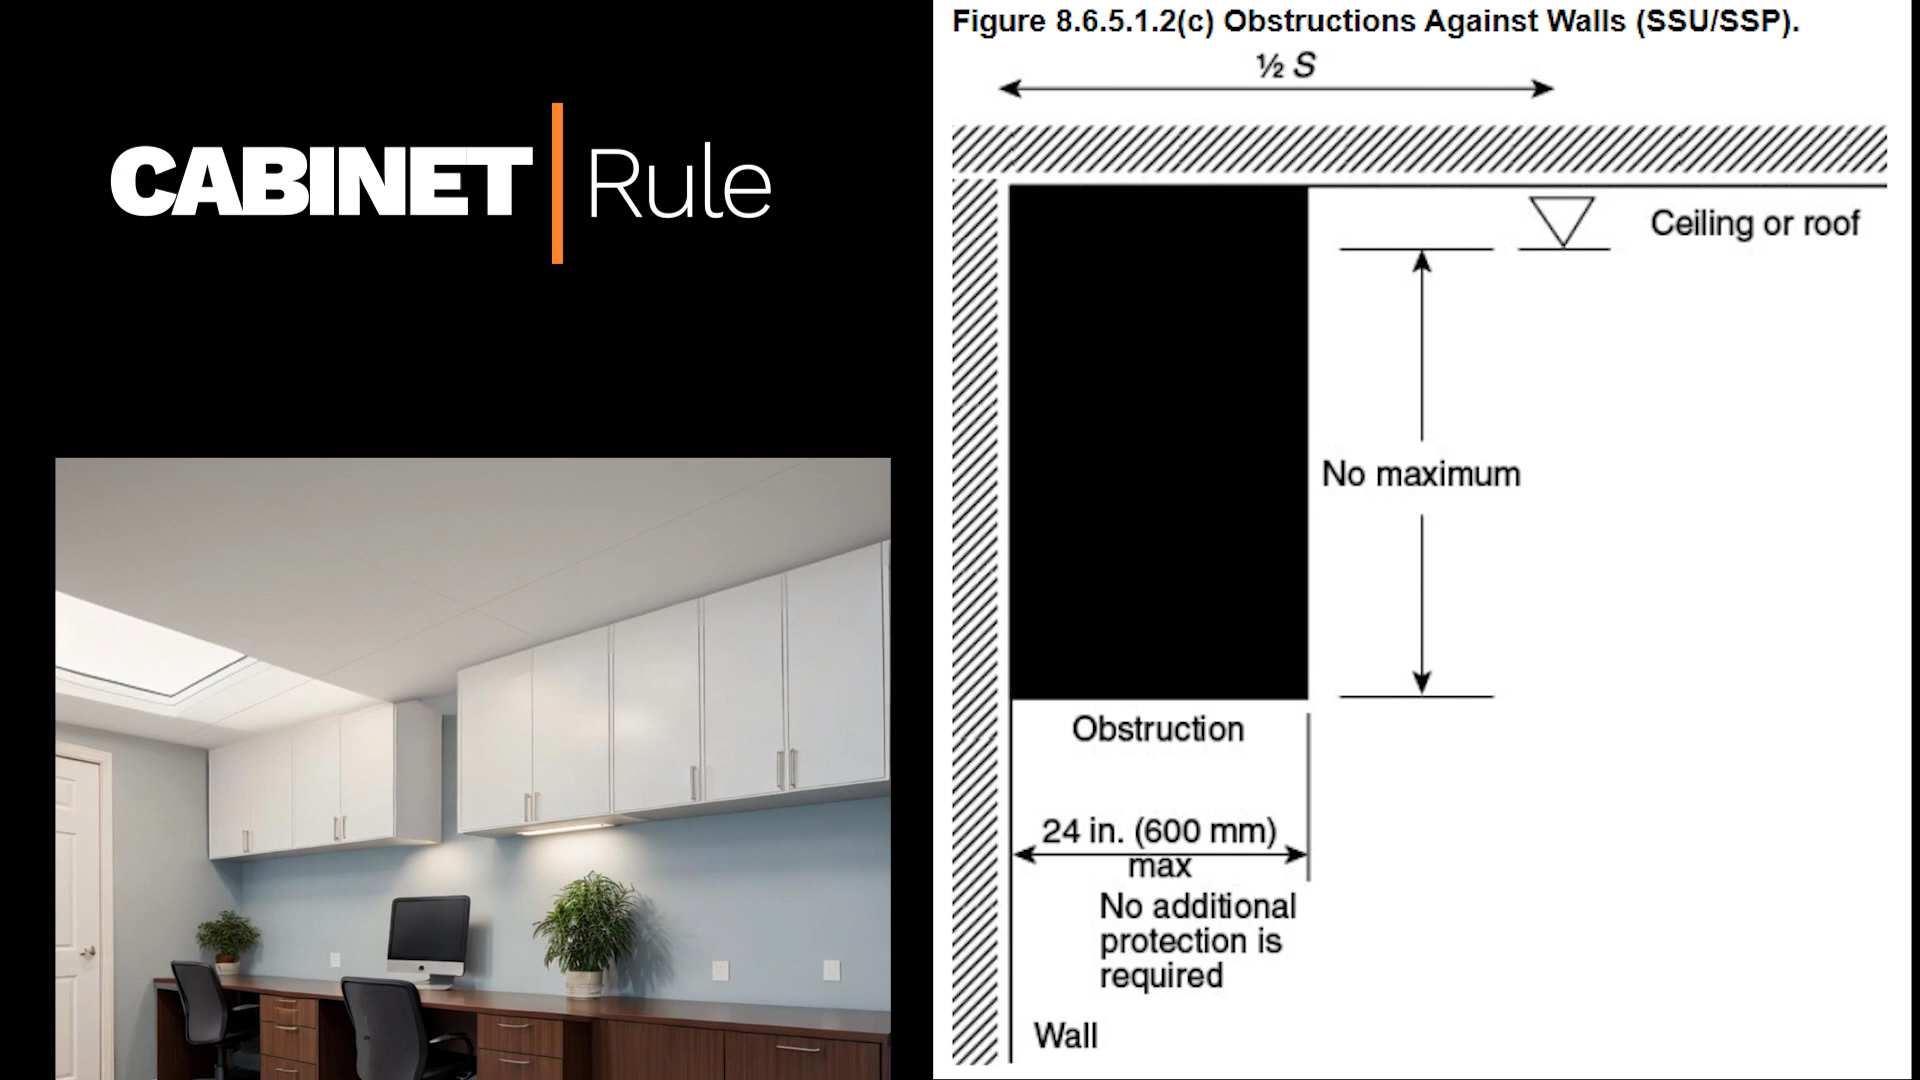 CABINET Rule
Figure 8.6.5.1.2(c) Obstructions Against Walls (SSU/SSP).
½ S
Ceiling or roof
No maximum
Obstruction
24 in. (600 mm)
max
No additional
protection is
required
Wall